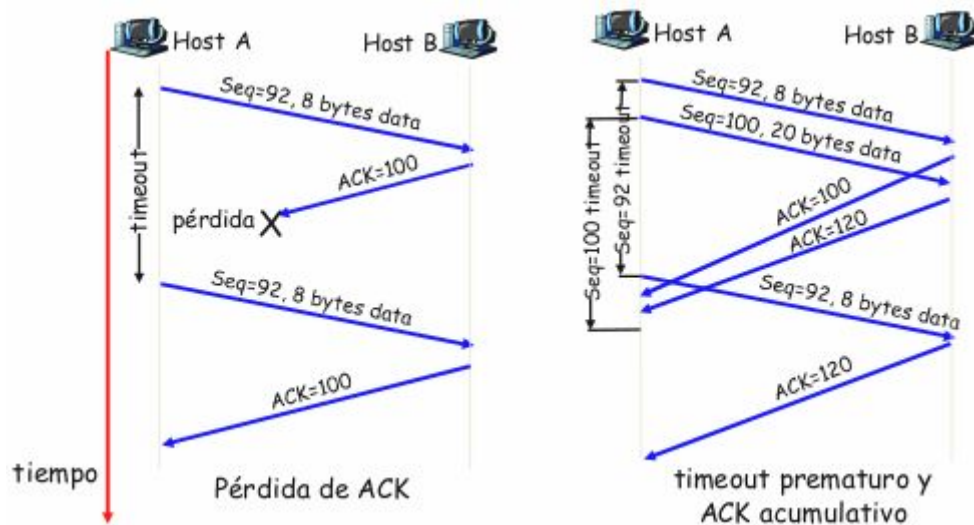 Host A
Host B
Seq=92, 8 bytes data
timeout
ACK=100
pérdida
X
Seq=92, 8 bytes data
ACK=100
tiempo
Pérdida de ACK
Host A
Host B
Seq=92, 8 bytes data
Seq=100, 20 bytes data
Seq=100 timeout
Seq=92 timeout
ACK=100
ACK=120
Seq=92, 8 bytes data
ACK=120
timeout prematuro y
ACK acumulativo